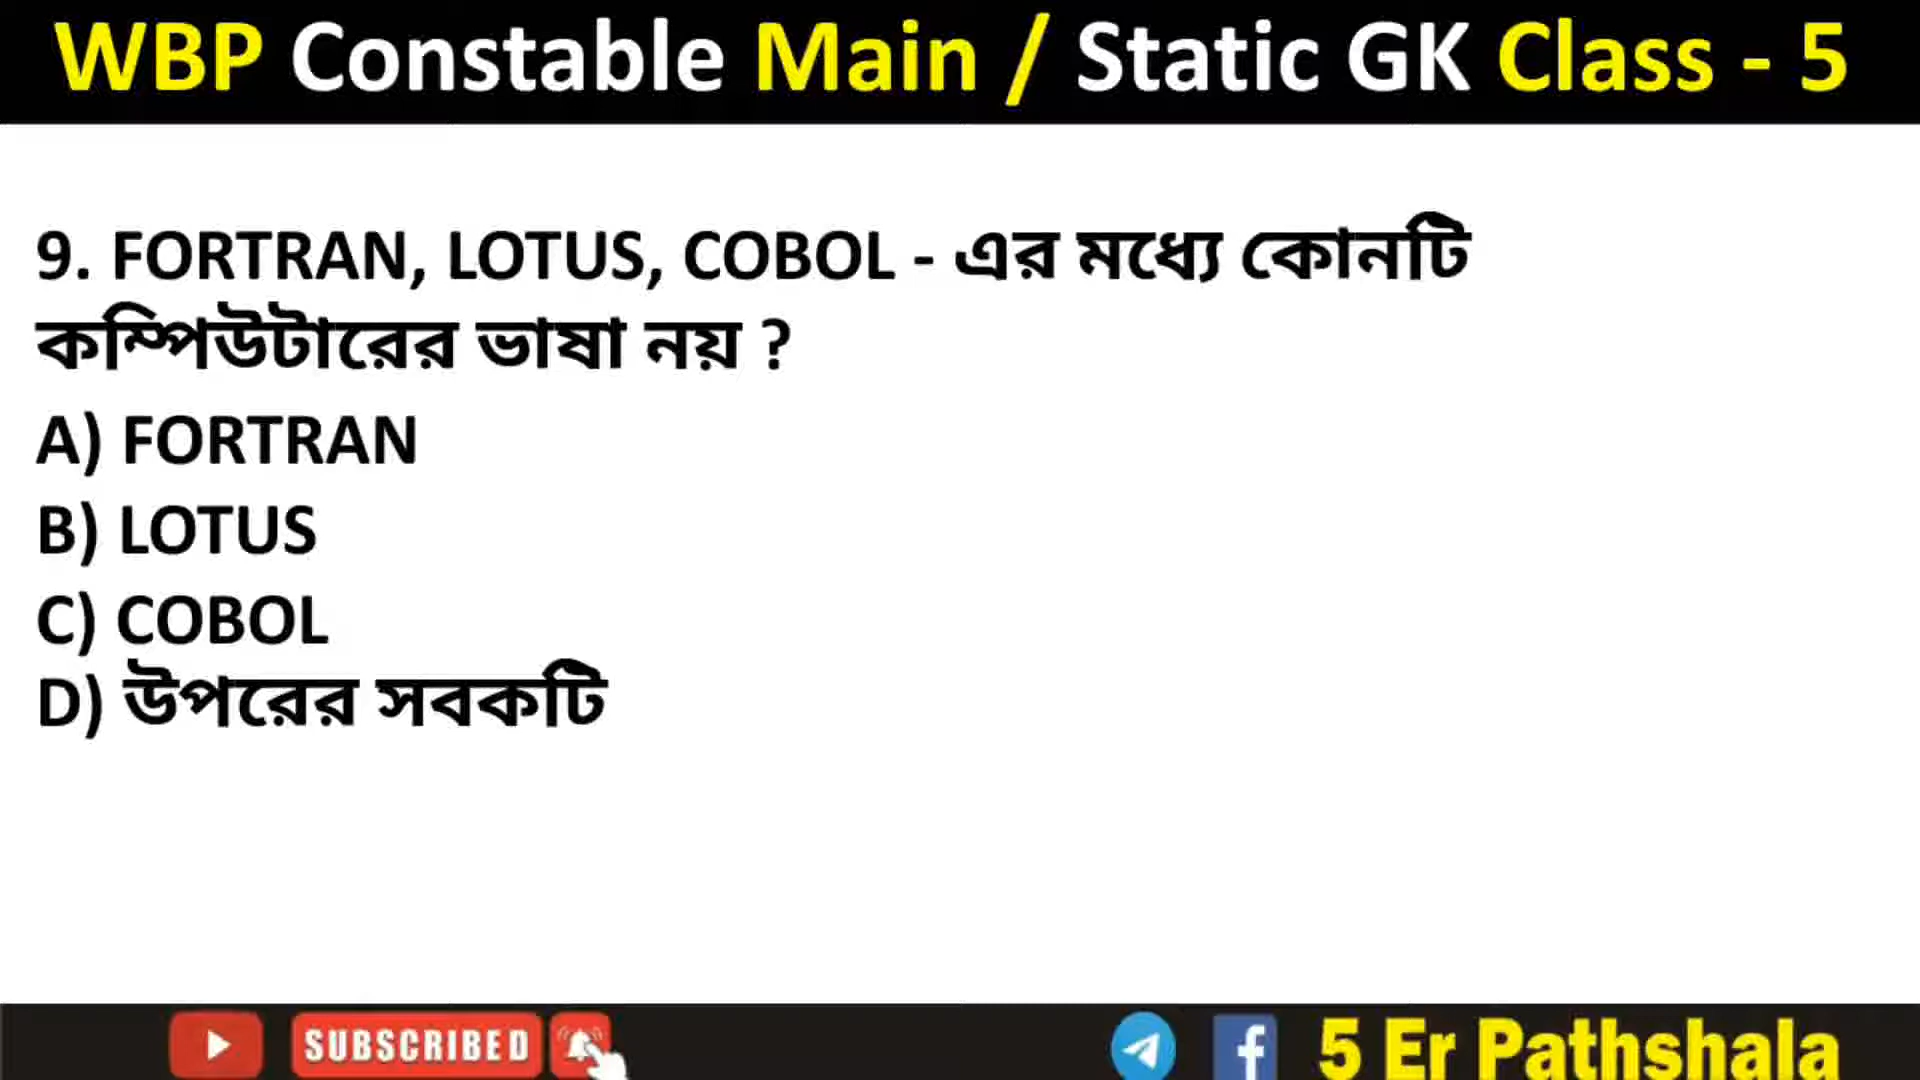 WBP Constable Main / Static GK Class - 5
9. FORTRAN, LOTUS, COBOL - এর মধ্যে কোনটি
কম্পিউটারের ভাষা নয় ?
A) FORTRAN
B) LOTUS
C) COBOL
D) উপরের সবকটি
SUBSCRIBED
5 Er Pathshala